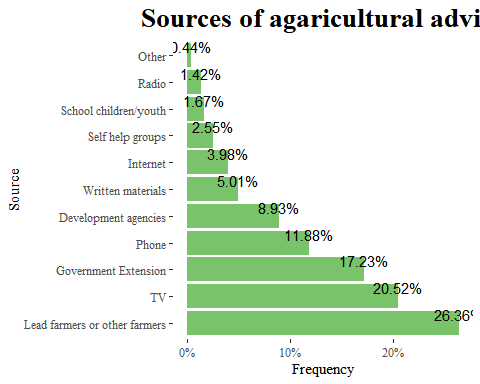 Sources of agaricultural advi
0.44%
Other
1.42%
Radio
1.67%
School children/youth
2.55%
Self help groups
3.98%
Internet
5.01%
Written materials
8.93%
Development agencies
11.88%
Phone
17.23%
Government Extension
20.52%
TV
26.36%
Lead farmers or other farmers
Source
0% 10% 20%
Frequency